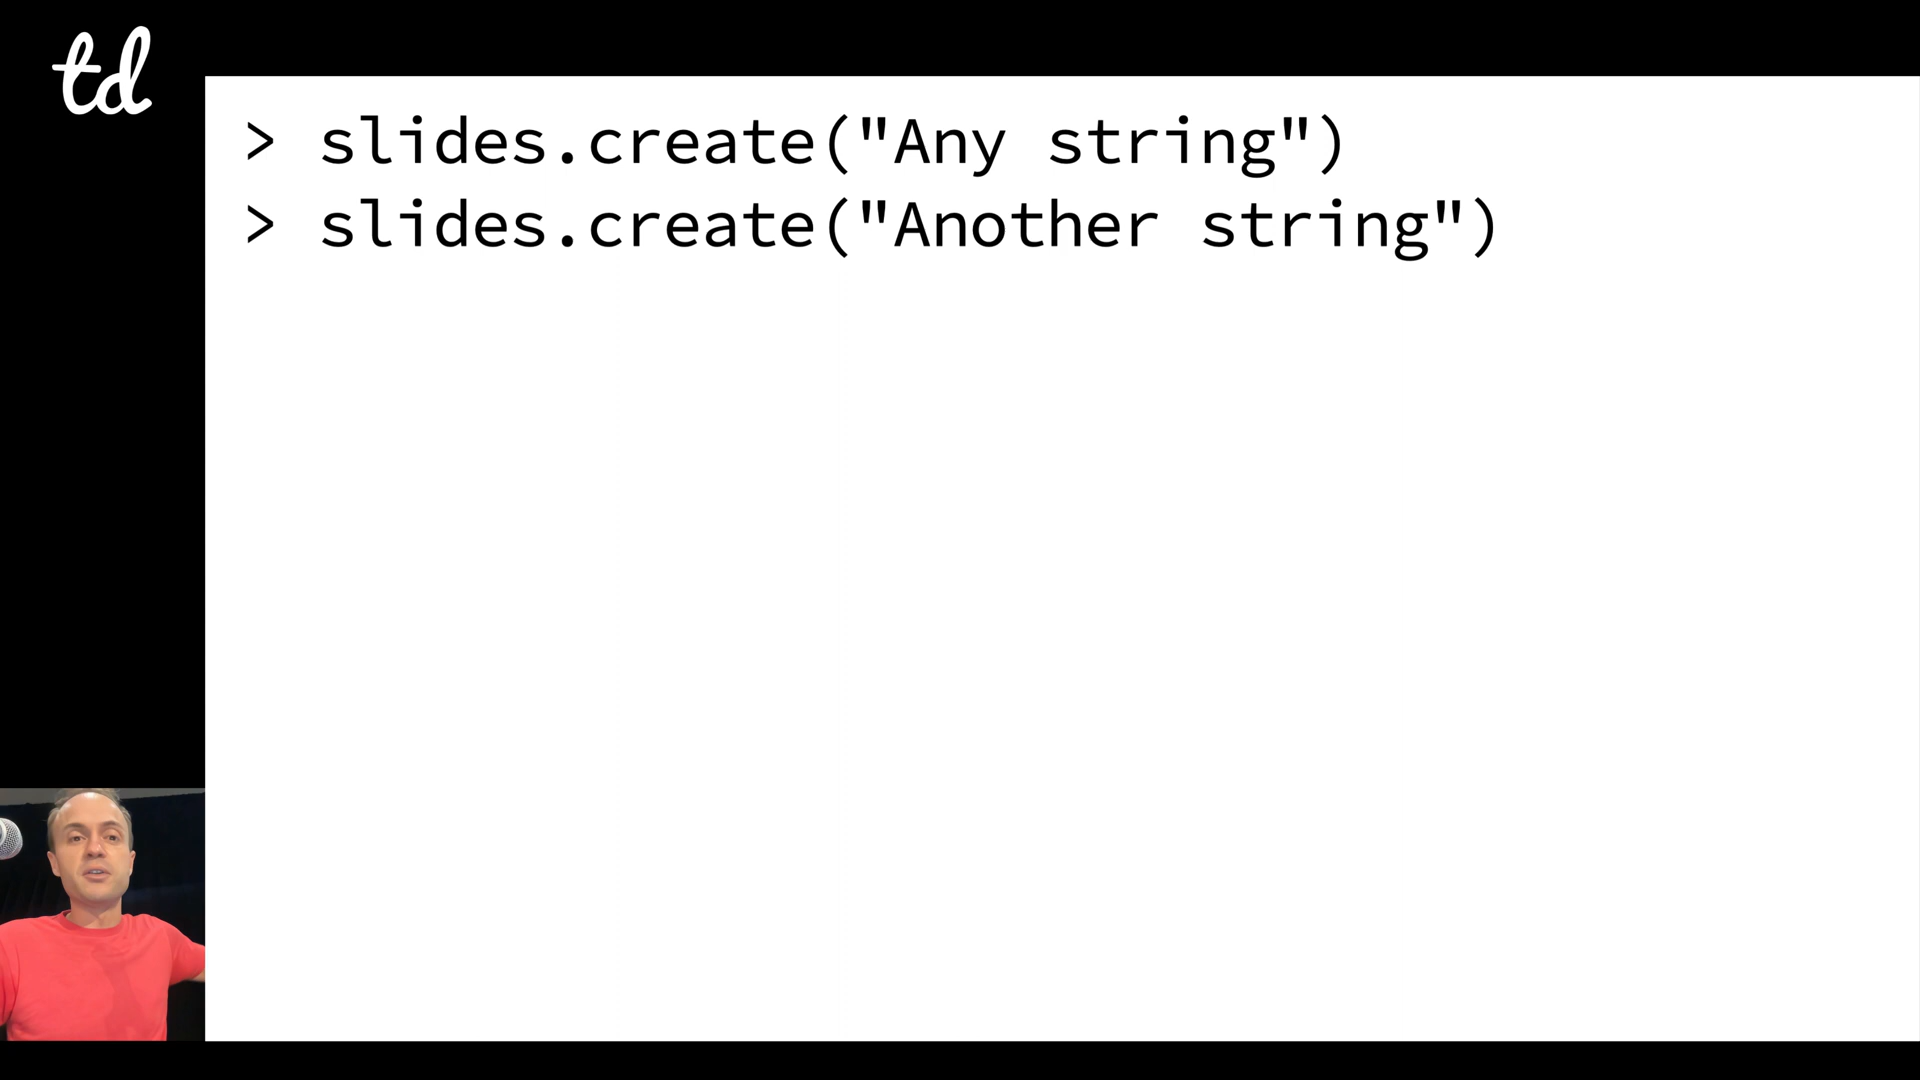 td
> slides.create("Any string")
> slides.create("Another string")